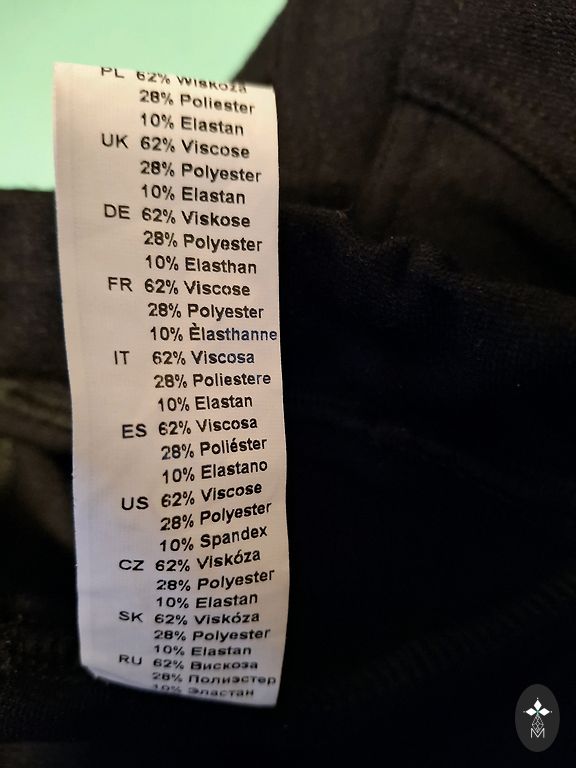 PL 62% Wiskoza
28% Poliester
10% Elastan
UK 62% Viscose
28% Polyester
10% Elastan
DE 62% Viskose
28% Polyester
10% Elasthan
FR 62% Viscose
28% Polyester
10% Èlasthanne
IT 62% Viscosa
28% Poliestere
10% Elastan
ES 62% Viscosa
28% Poliéster
10% Elastano
US 62% Viscose
28% Polyester
10% Spandex
CZ 62% Viskóza
28% Polyester
10% Elastan
SK 62% Viskóza
28% Polyester
10% Elastan
RU 62% Вискоза
28% Полиэстер
10% Эластан
M